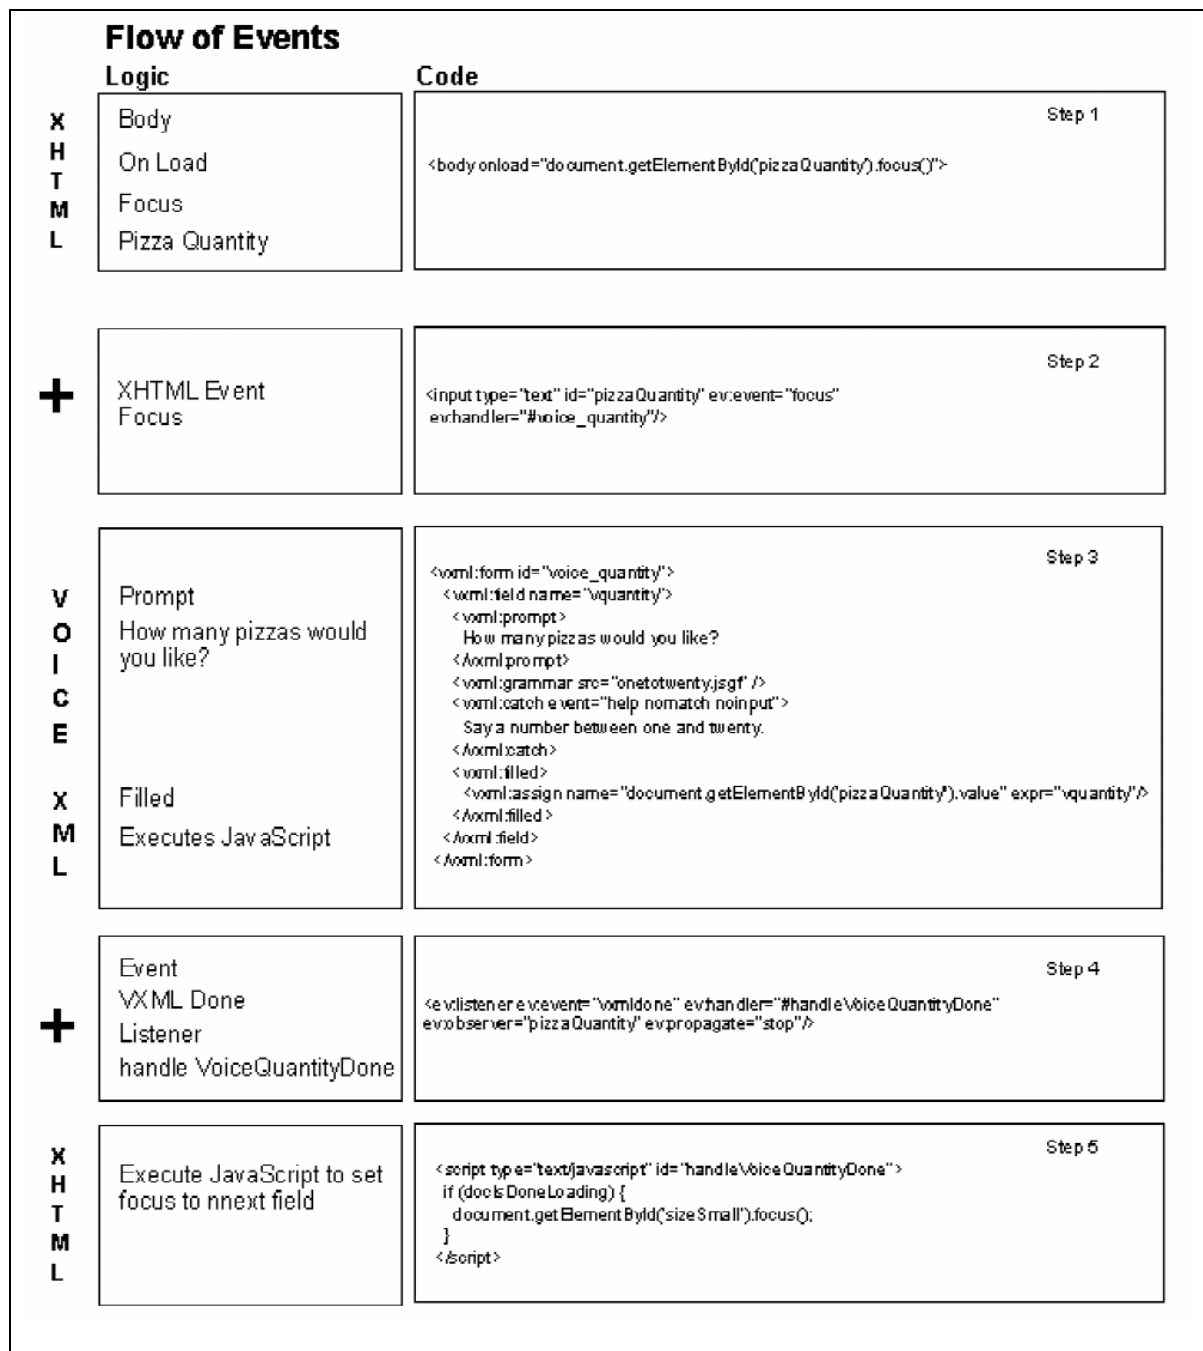 Flow of Events
Logic
Code
X
H
T
M
L
Body
On Load
Focus
Pizza Quantity
Step 1
<body onload="document.getElementById('pizzaQuantity').focus()">
+
XHTML Event
Focus
Step 2
<input type="text" id="pizzaQuantity" ev:event="focus"
ev:handler="#voice_quantity"/>
V
O
I
C
E
X
M
L
Prompt
How many pizzas would
you like?
Filled
Executes JavaScript
Step 3
<vxml:form id="voice_quantity">
<vxml:field name="vquantity">
<vxml:prompt>
How many pizzas would you like?
</vxml:prompt>
<vxml:grammar src="onetotwenty.jsgf" />
<vxml:catch event="help nomatch noinput">
Say a number between one and twenty.
</vxml:catch>
<vxml:filled>
<vxml:assign name="document.getElementById('pizzaQuantity').value" expr="vquantity"/>
</vxml:filled>
</vxml:field>
</vxml:form>
+
Event
VXML Done
Listener
handle VoiceQuantityDone
Step 4
<ev:listener ev:event="vxmldone" ev:handler="#handleVoiceQuantityDone"
ev:observer="pizzaQuantity" ev:propagate="stop"/>
X
H
T
M
L
Execute JavaScript to set
focus to nnext field
Step 5
<script type="text/javascript" id="handleVoiceQuantityDone">
if (docIsDoneLoading) {
document.getElementById('sizeSmall').focus();
}
</script>